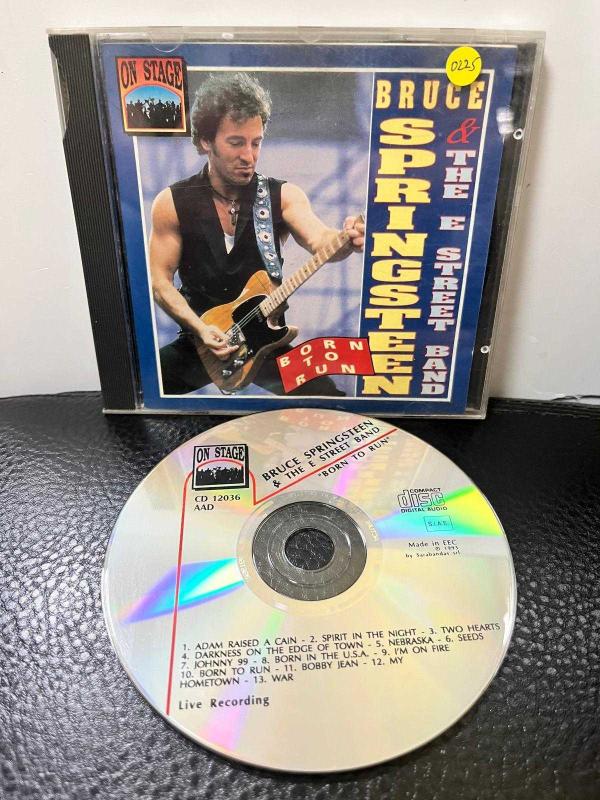 ON STAGE
0225
BRUCE
SPRINGSTEEN
& THE E STREET BAND
BORN
TO
RUN
ON STAGE
CD 12036
AAD
BRUCE SPRINGSTEEN
& THE E STREET BAND
"BORN TO RUN"
COMPACT
disc
DIGITAL AUDIO
S.I.A.E.
Made in EEC
© 1993
by Sarabandas srl
1. ADAM RAISED A CAIN - 2. SPIRIT IN THE NIGHT - 3. TWO HEARTS
4. DARKNESS ON THE EDGE OF TOWN - 5. NEBRASKA - 6. SEEDS
7. JOHNNY 99 - 8. BORN IN THE U.S.A. - 9. I'M ON FIRE
10. BORN TO RUN - 11. BOBBY JEAN - 12. MY
HOMETOWN - 13. WAR
Live Recording